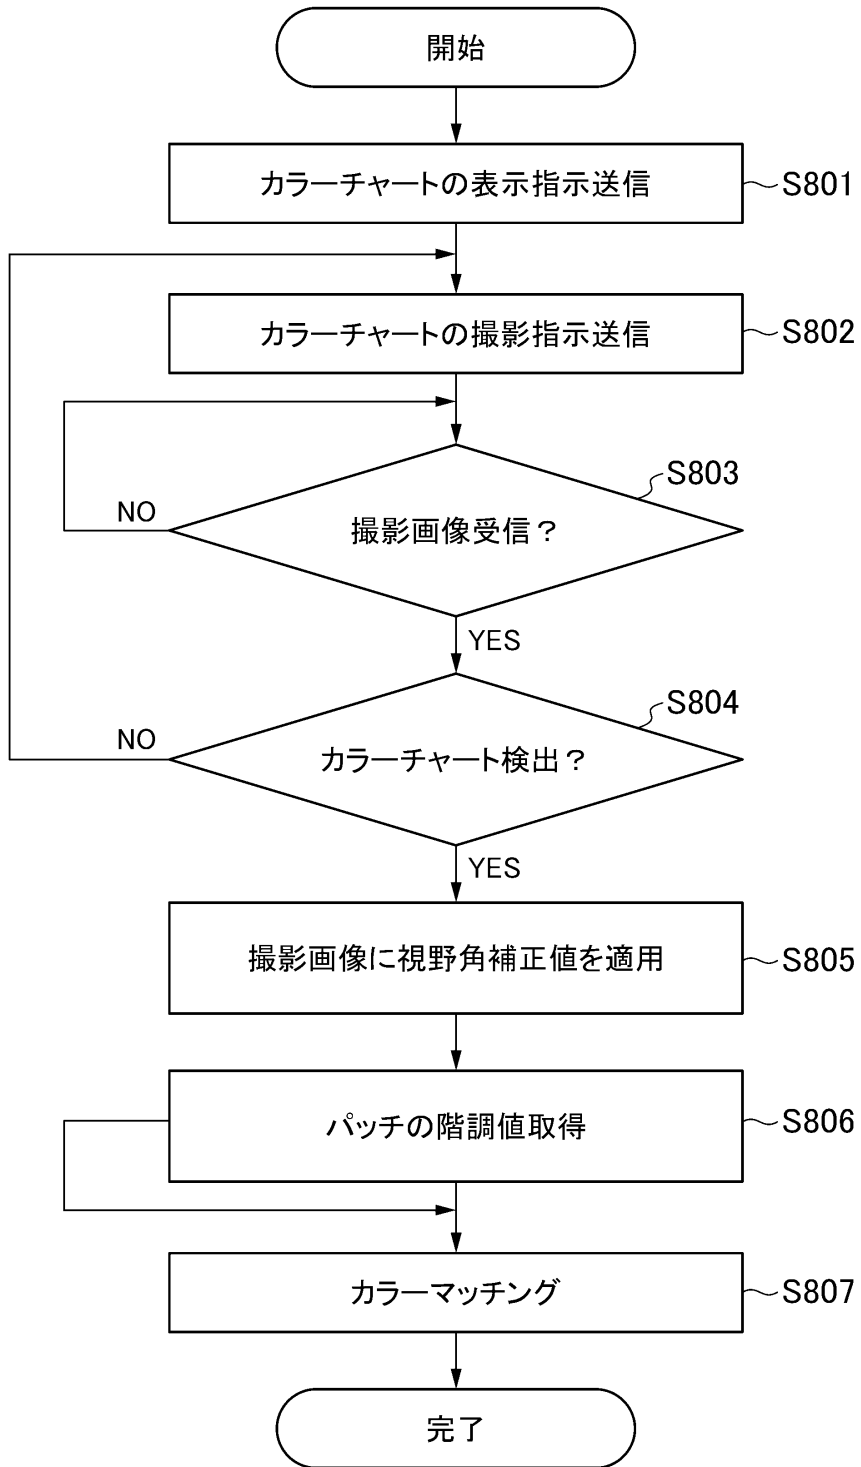 開始
カラーチャートの表示指示送信
S801
カラーチャートの撮影指示送信
S802
S803
NO
撮影画像受信？
YES
S804
NO
カラーチャート検出？
YES
撮影画像に視野角補正値を適用
S805
パッチの階調値取得
S806
カラーマッチング
S807
完了